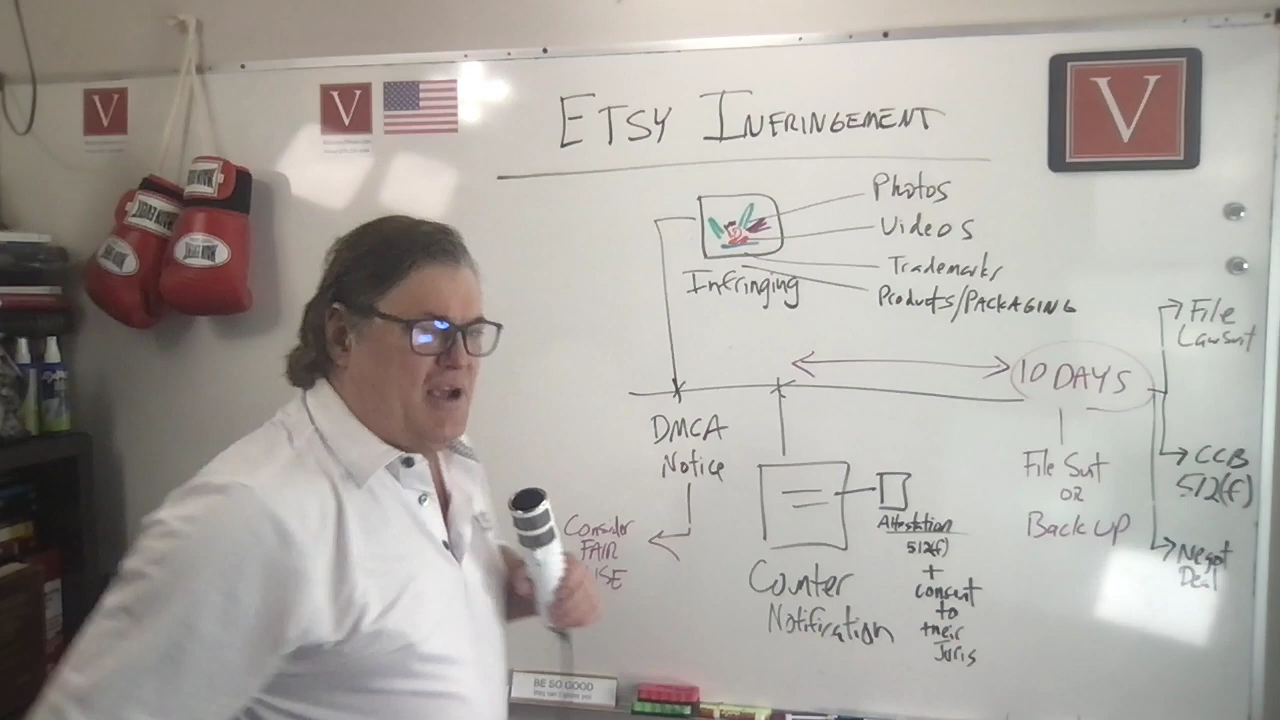 V
V
V
ETSY INFRINGEMENT
Photos
Videos
Trademarks
Products/PACKAGING
Infringing
File
Lawsuit
10 DAYS
DMCA
Notice
CCB
512(f)
File Suit
OR
Back UP
Consider
FAIR
USE
Attestation
512(f)
+
consent
to
their
Juris
Counter
Notification
Negot
Deal
BE SO GOOD